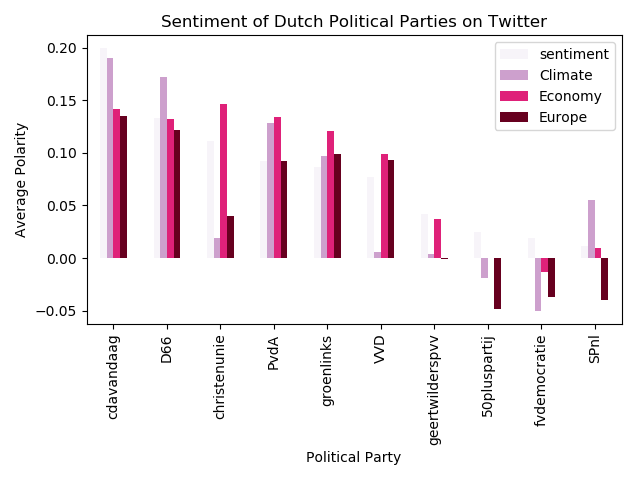 Sentiment of Dutch Political Parties on Twitter
sentiment
Climate
Economy
Europe
Average Polarity
0.20
0.15
0.10
0.05
0.00
−0.05
cdavandaag
D66
christenunie
PvdA
groenlinks
VVD
geertwilderspvv
50pluspartij
fvdemocratie
SPnl
Political Party